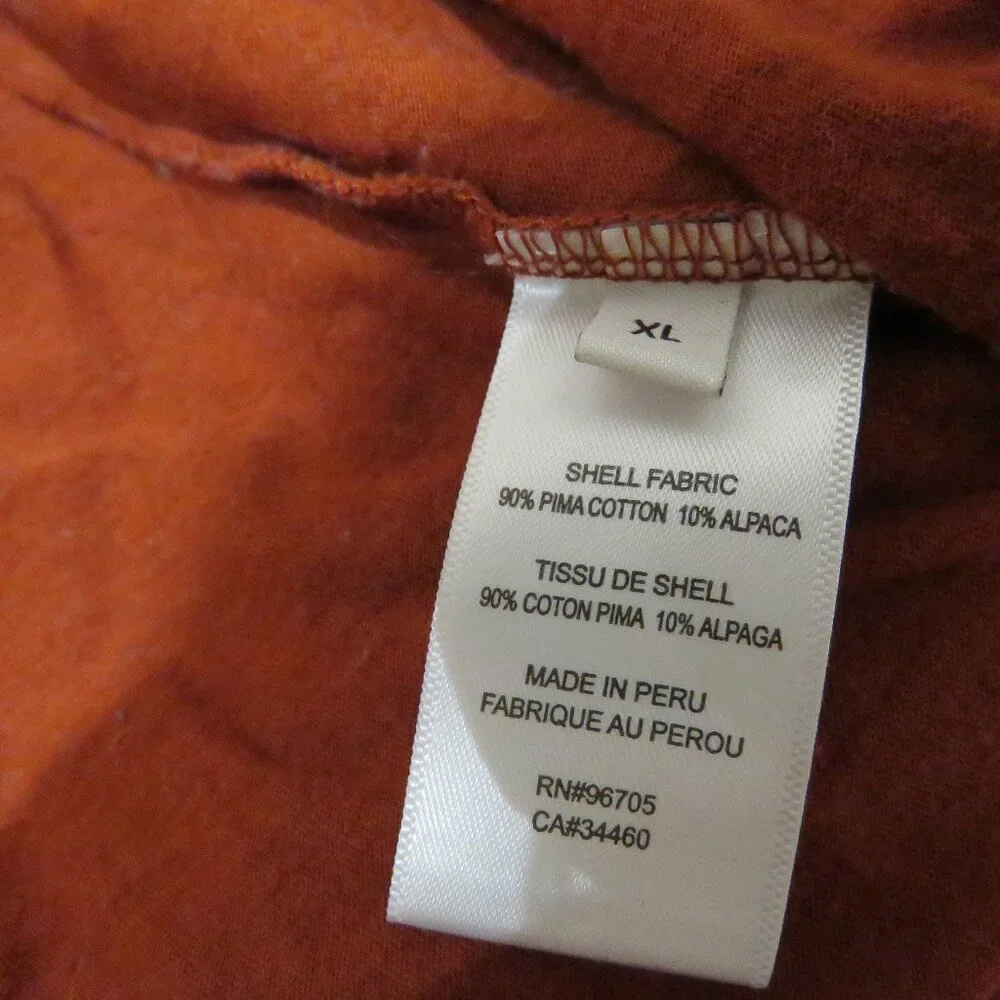 XL
SHELL FABRIC
90% PIMA COTTON 10% ALPACA
TISSU DE SHELL
90% COTON PIMA 10% ALPAGA
MADE IN PERU
FABRIQUE AU PEROU
RN#96705
CA#34460